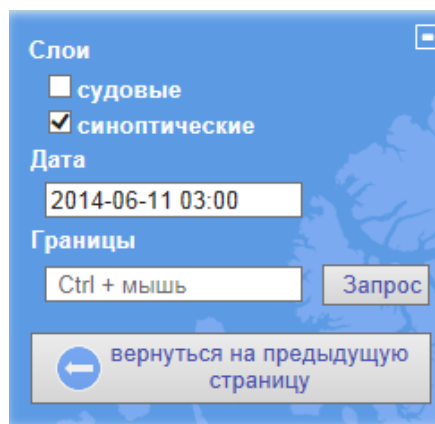 Слои
судовые
синоптические
Дата
2014-06-11 03:00
Границы
Ctrl + мышь
Запрос
вернуться на предыдущую
страницу